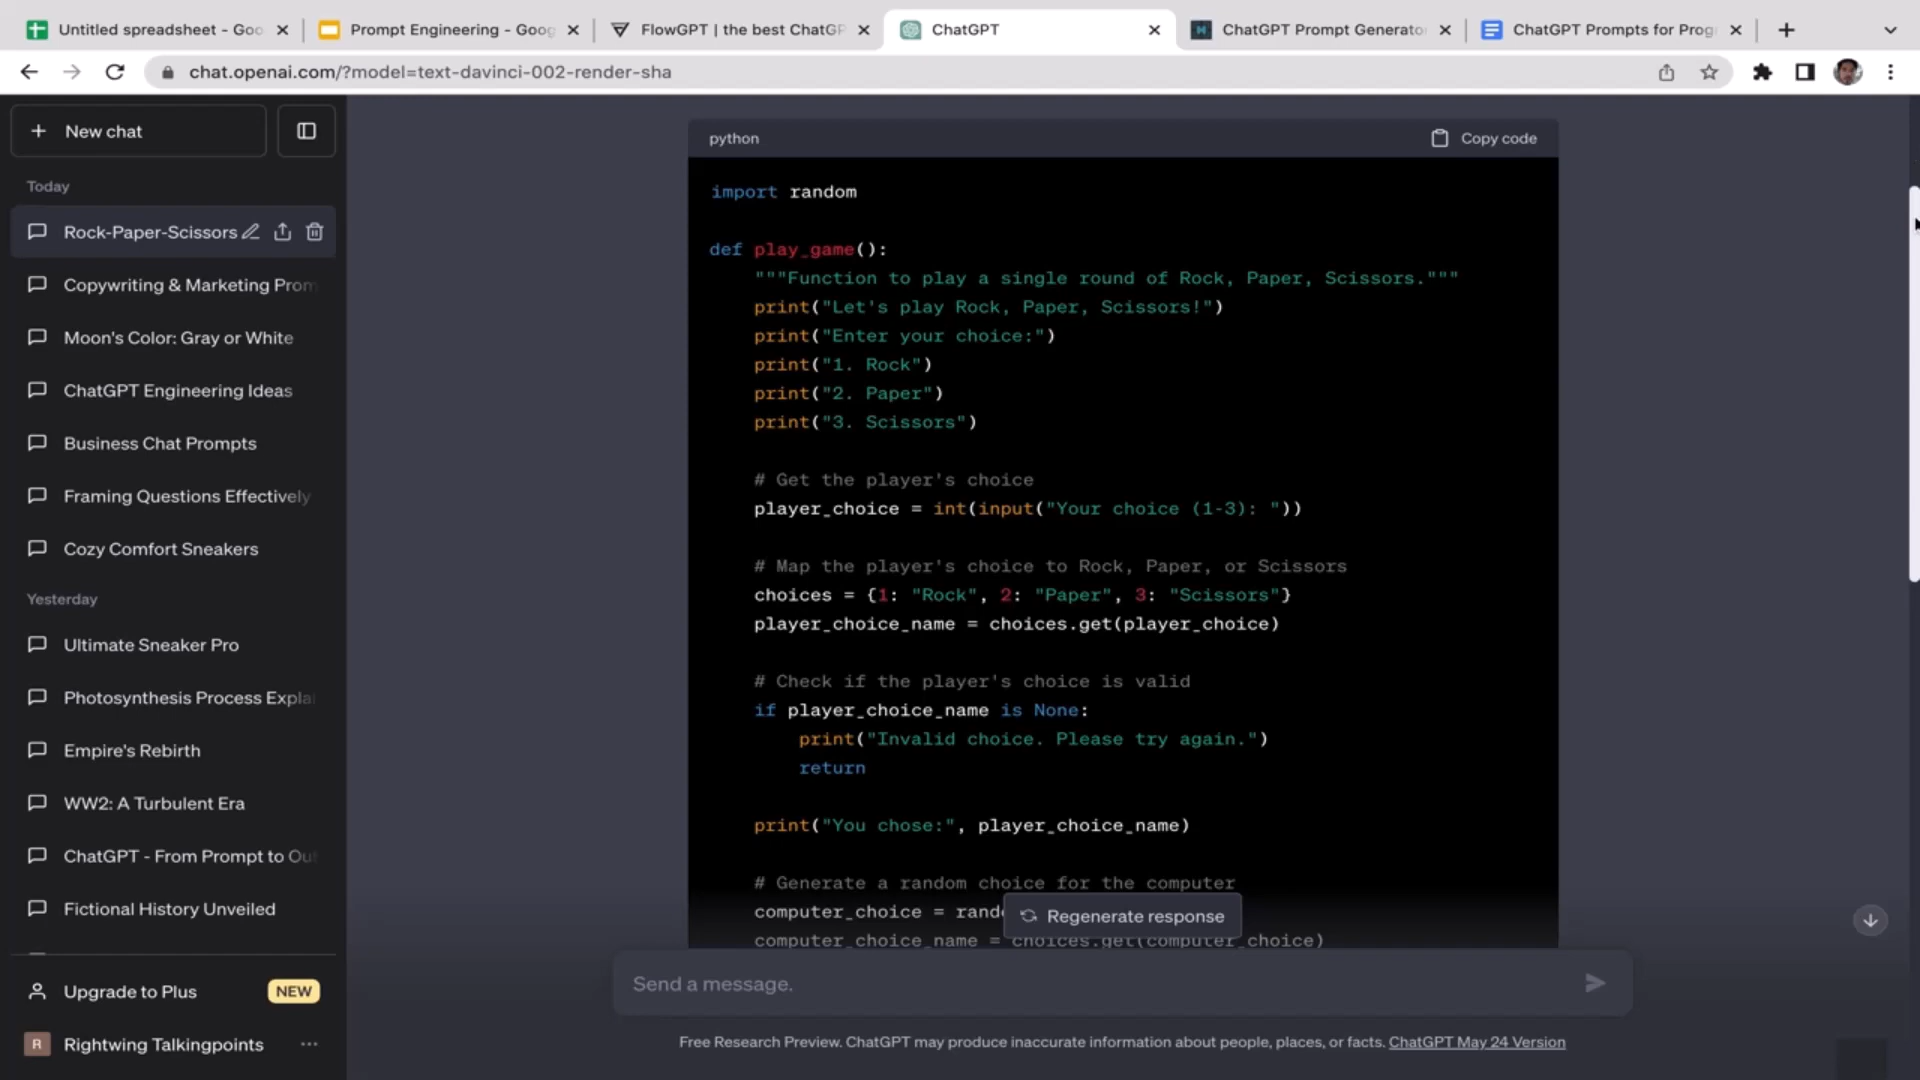 Untitled spreadsheet - Goo
Prompt Engineering - Goog
FlowGPT | the best ChatGP
ChatGPT
ChatGPT Prompt Generator
ChatGPT Prompts for Prog
chat.openai.com/?model=text-davinci-002-render-sha
New chat
Today
Rock-Paper-Scissors
Copywriting & Marketing Prom
Moon's Color: Gray or White
ChatGPT Engineering Ideas
Business Chat Prompts
Framing Questions Effectively
Cozy Comfort Sneakers
Yesterday
Ultimate Sneaker Pro
Photosynthesis Process Expla
Empire's Rebirth
WW2: A Turbulent Era
ChatGPT - From Prompt to Ou
Fictional History Unveiled
Upgrade to Plus
NEW
R
Rightwing Talkingpoints
python
Copy code
import random
def play_game():
"""Function to play a single round of Rock, Paper, Scissors."""
print("Let's play Rock, Paper, Scissors!")
print("Enter your choice:")
print("1. Rock")
print("2. Paper")
print("3. Scissors")
# Get the player's choice
player_choice = int(input("Your choice (1-3): "))
# Map the player's choice to Rock, Paper, or Scissors
choices = {1: "Rock", 2: "Paper", 3: "Scissors"}
player_choice_name = choices.get(player_choice)
# Check if the player's choice is valid
if player_choice_name is None:
print("Invalid choice. Please try again.")
return
print("You chose:", player_choice_name)
# Generate a random choice for the computer
computer_choice = rand
computer_choice_name = choices.get(computer_choice)
Regenerate response
Send a message.
Free Research Preview. ChatGPT may produce inaccurate information about people, places, or facts. ChatGPT May 24 Version